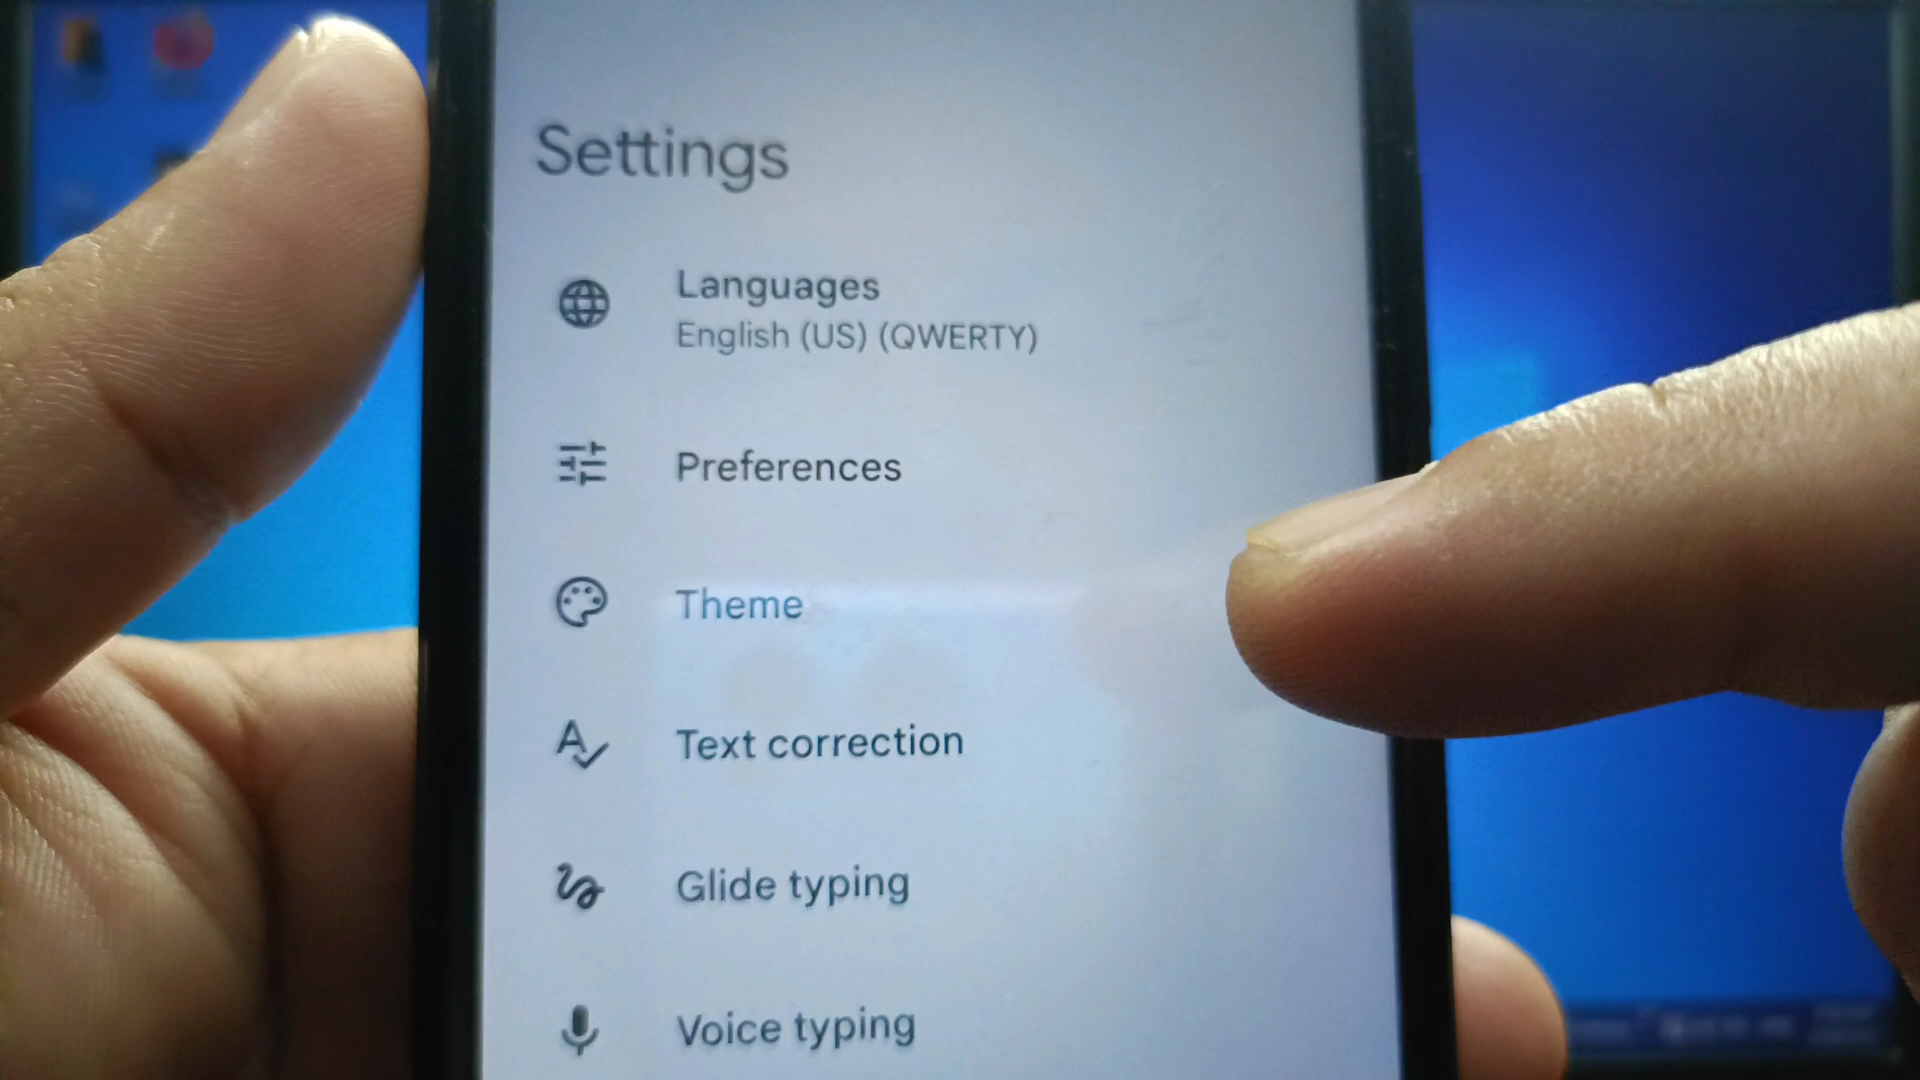 Settings
Languages
English (US) (QWERTY)
Preferences
Theme
Text correction
Glide typing
Voice typing